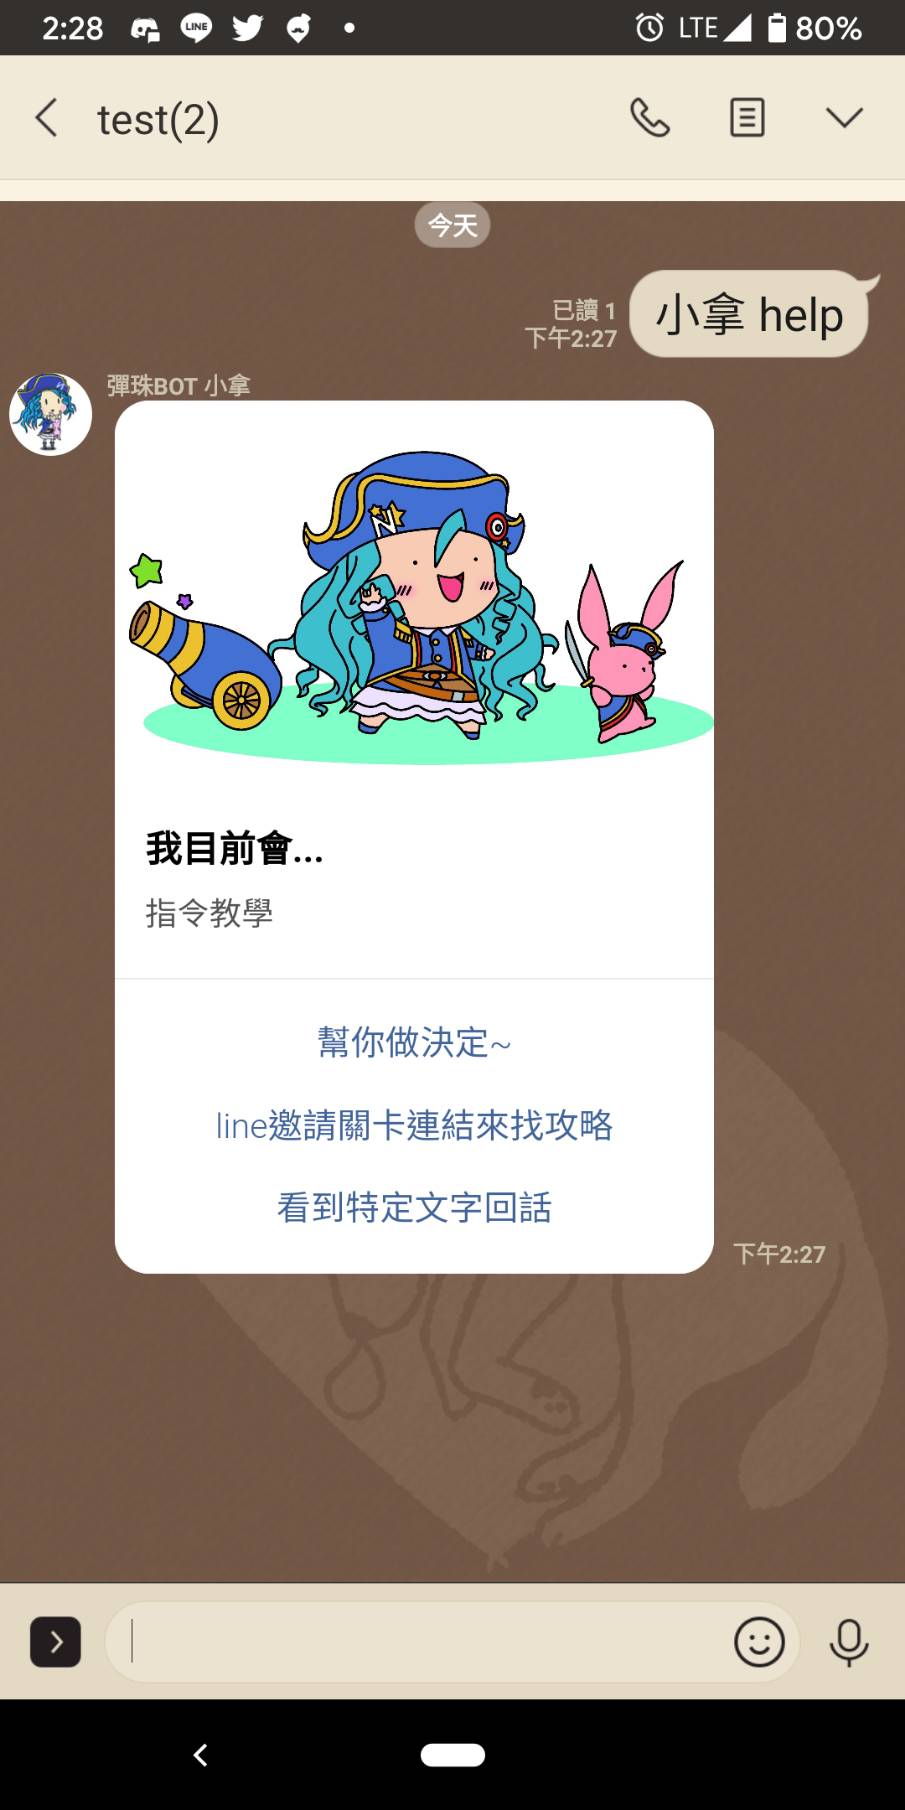 2:28 LINE LTE 80%
test(2)
今天
已讀 1
下午2:27
小拿 help
彈珠BOT 小拿
N
我目前會...
指令教學
幫你做決定~
line邀請關卡連結來找攻略
看到特定文字回話
下午2:27